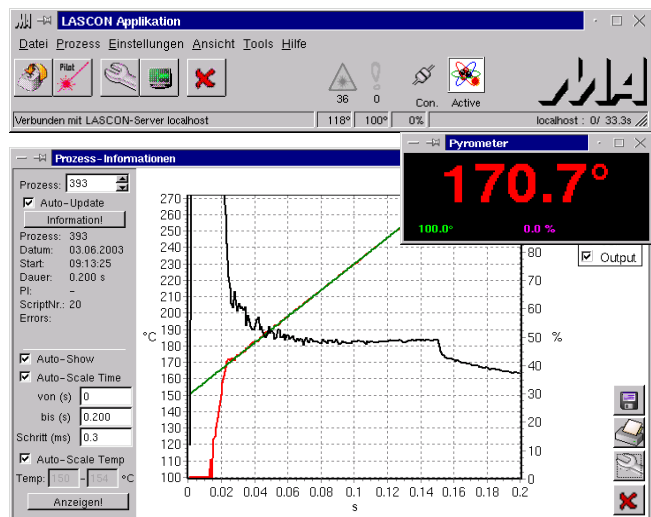 LASCON Applikation
Datei Prozess Einstellungen Ansicht Tools Hilfe
Pilot
36 0 Con. Active
MA
Verbunden mit LASCON-Server localhost 118° 100° 0% localhost : 0/ 33.3s
Prozess-Informationen
Pyrometer
170.7°
100.0° 0.0 %
Prozess: 393
Auto-Update
Information!
Prozess: 393
Datum: 03.06.2003
Start: 09:13:25
Dauer: 0.200 s
PI: -
ScriptNr.: 20
Errors:
Auto-Show
Auto-Scale Time
von (s) 0
bis (s) 0.200
Schritt (ms) 0.3
Auto-Scale Temp
Temp: 150 - 154 °C
Anzeigen!
270
260
250
240
230
220
210
200
190
180
170
160
150
140
130
120
110
100
°C
0 0.02 0.04 0.06 0.08 0.10 0.12 0.14 0.16 0.18 0.2
s
80
70
60
50
40
30
20
10
0
%
Output